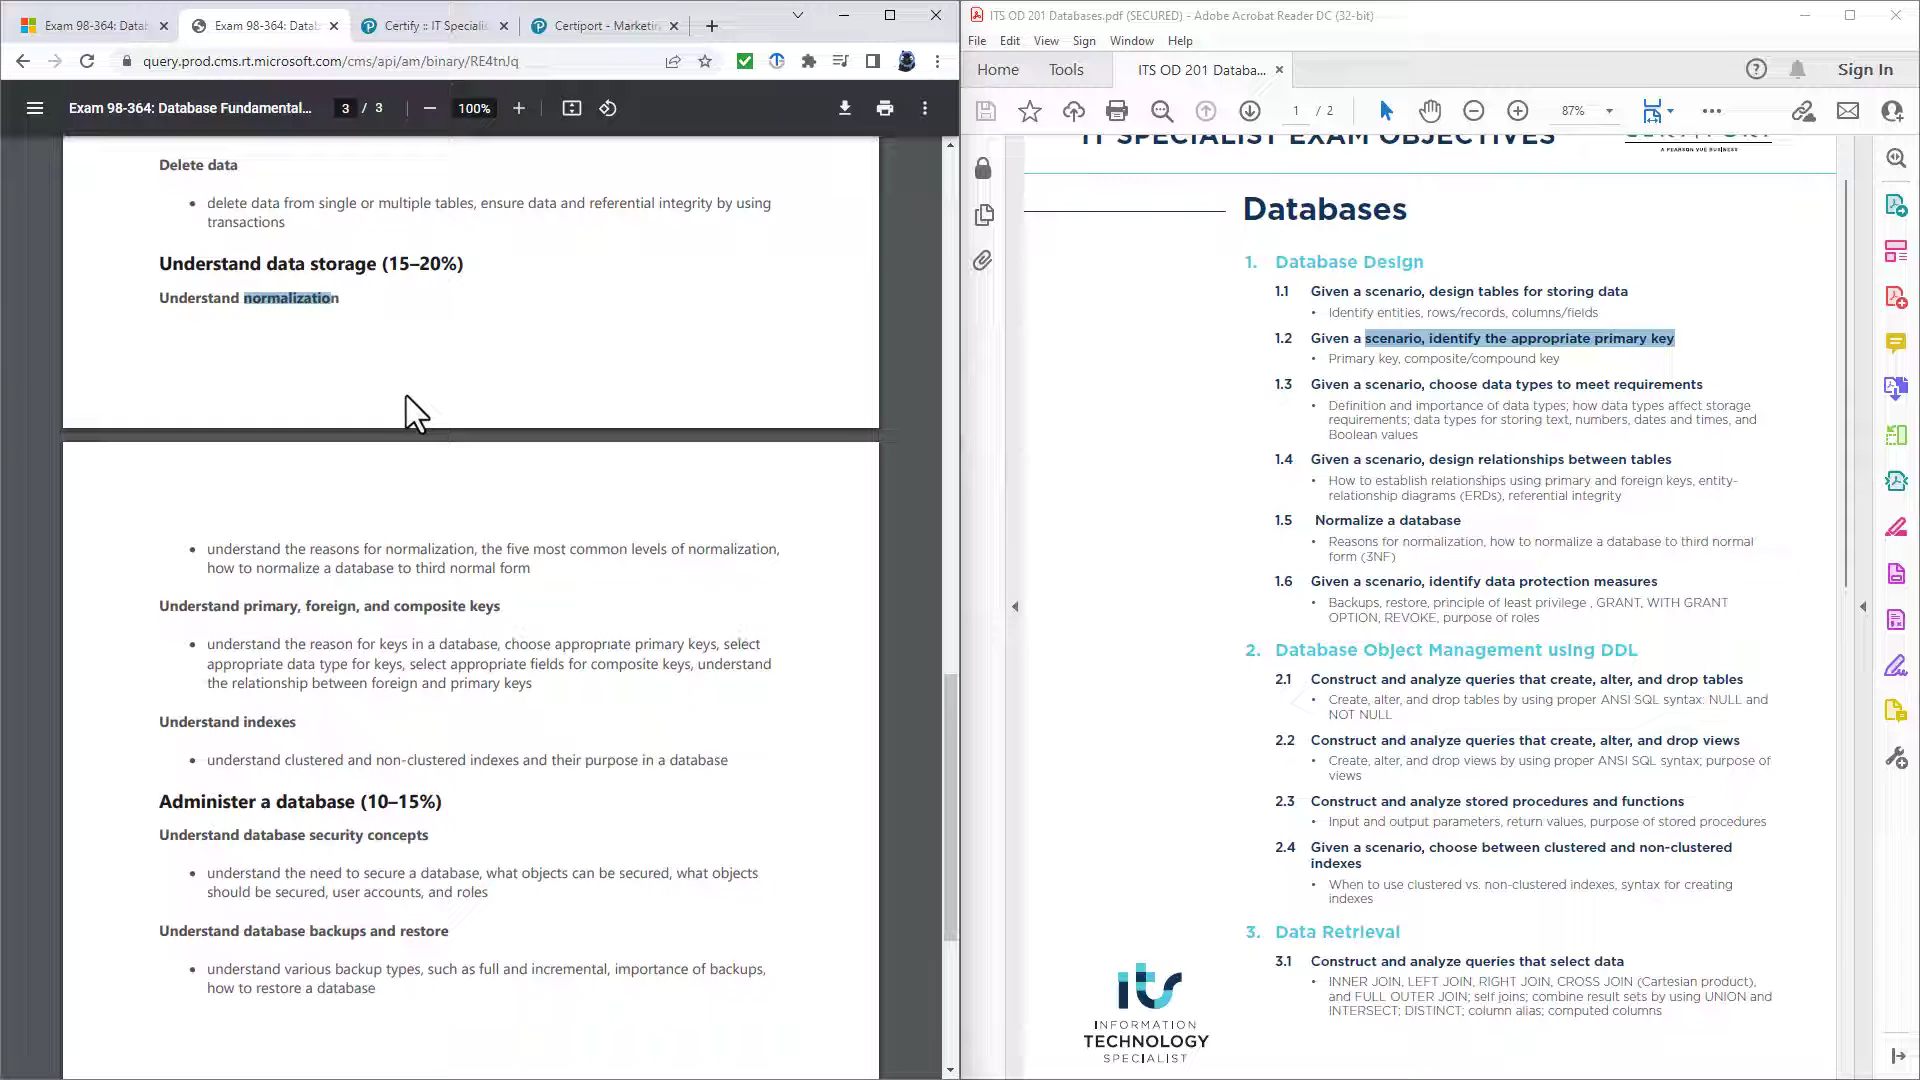 Exam 98-364: Datab
Exam 98-364: Datab
Certify :: IT Specialis
Certiport - Marketin
query.prod.cms.rt.microsoft.com/cms/api/am/binary/RE4tnJq
Exam 98-364: Database Fundamental...
3 / 3
100%
Delete data
• delete data from single or multiple tables, ensure data and referential integrity by using
transactions
Understand data storage (15–20%)
Understand normalization
• understand the reasons for normalization, the five most common levels of normalization,
how to normalize a database to third normal form
Understand primary, foreign, and composite keys
• understand the reason for keys in a database, choose appropriate primary keys, select
appropriate data type for keys, select appropriate fields for composite keys, understand
the relationship between foreign and primary keys
Understand indexes
• understand clustered and non-clustered indexes and their purpose in a database
Administer a database (10–15%)
Understand database security concepts
• understand the need to secure a database, what objects can be secured, what objects
should be secured, user accounts, and roles
Understand database backups and restore
• understand various backup types, such as full and incremental, importance of backups,
how to restore a database
ITS OD 201 Databases.pdf (SECURED) - Adobe Acrobat Reader DC (32-bit)
File Edit View Sign Window Help
Home Tools ITS OD 201 Databa... Sign In
1 / 2
87%
IT SPECIALIST EXAM OBJECTIVES
A PEARSON VUE BUSINESS
Databases
1. Database Design
1.1 Given a scenario, design tables for storing data
• Identify entities, rows/records, columns/fields
1.2 Given a scenario, identify the appropriate primary key
• Primary key, composite/compound key
1.3 Given a scenario, choose data types to meet requirements
• Definition and importance of data types; how data types affect storage
requirements; data types for storing text, numbers, dates and times, and
Boolean values
1.4 Given a scenario, design relationships between tables
• How to establish relationships using primary and foreign keys, entity-
relationship diagrams (ERDs), referential integrity
1.5 Normalize a database
• Reasons for normalization, how to normalize a database to third normal
form (3NF)
1.6 Given a scenario, identify data protection measures
• Backups, restore, principle of least privilege , GRANT, WITH GRANT
OPTION, REVOKE, purpose of roles
2. Database Object Management using DDL
2.1 Construct and analyze queries that create, alter, and drop tables
• Create, alter, and drop tables by using proper ANSI SQL syntax: NULL and
NOT NULL
2.2 Construct and analyze queries that create, alter, and drop views
• Create, alter, and drop views by using proper ANSI SQL syntax; purpose of
views
2.3 Construct and analyze stored procedures and functions
• Input and output parameters, return values, purpose of stored procedures
2.4 Given a scenario, choose between clustered and non-clustered
indexes
• When to use clustered vs. non-clustered indexes, syntax for creating
indexes
3. Data Retrieval
3.1 Construct and analyze queries that select data
• INNER JOIN, LEFT JOIN, RIGHT JOIN, CROSS JOIN (Cartesian product),
and FULL OUTER JOIN; self joins; combine result sets by using UNION and
INTERSECT; DISTINCT; column alias; computed columns
its
INFORMATION
TECHNOLOGY
SPECIALIST